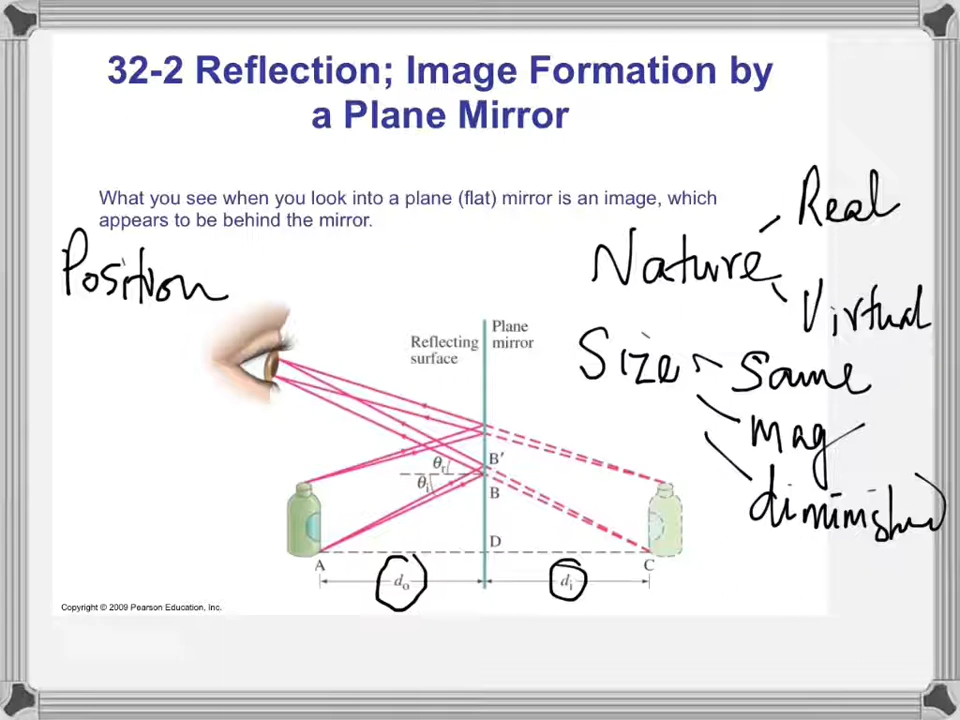 32-2 Reflection; Image Formation by
a Plane Mirror
What you see when you look into a plane (flat) mirror is an image, which
appears to be behind the mirror.
Position
Nature
Real
Virtual
Size
Same
Mag
diminished
Reflecting
surface
Plane
mirror
θr
θi
B'
B
D
A
C
do
di
Copyright © 2009 Pearson Education, Inc.